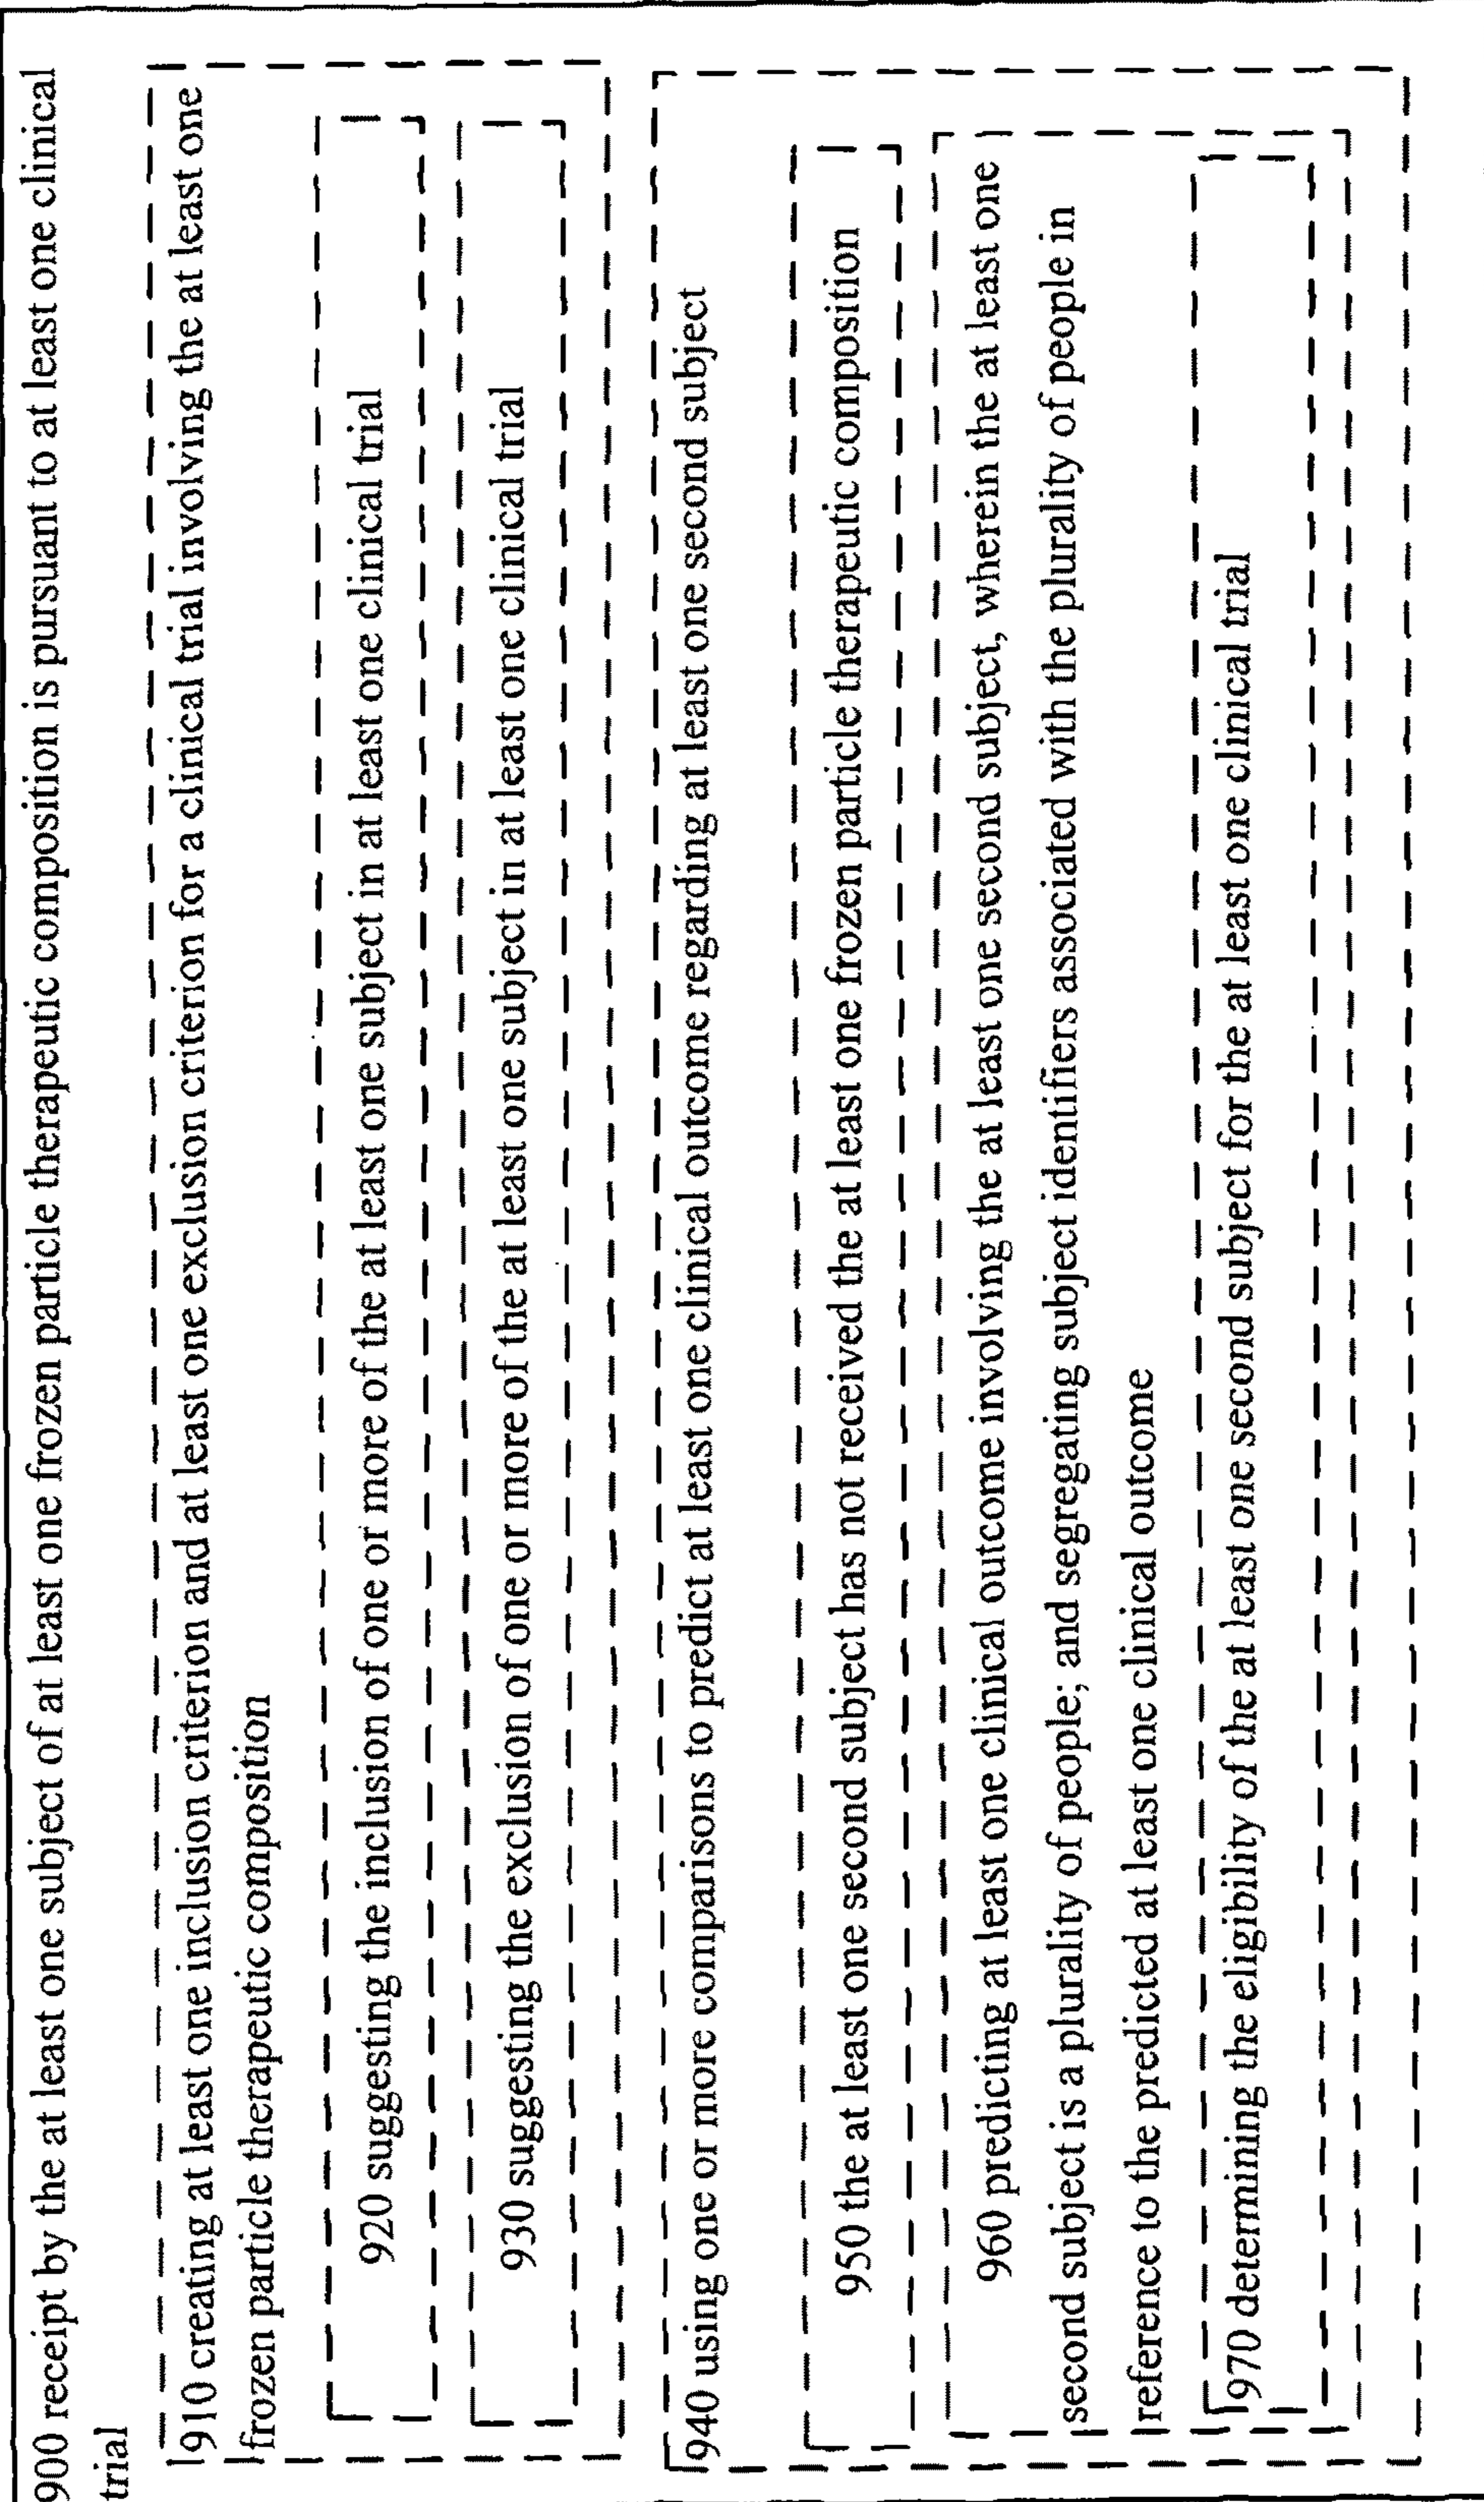 900 receipt by the at least one subject of at least one frozen particle therapeutic composition is pursuant to at least one clinical
trial
910 creating at least one inclusion criterion and at least one exclusion criterion for a clinical trial involving the at least one
frozen particle therapeutic composition
920 suggesting the inclusion of one or more of the at least one subject in at least one clinical trial
930 suggesting the exclusion of one or more of the at least one subject in at least one clinical trial
940 using one or more comparisons to predict at least one clinical outcome regarding at least one second subject
950 the at least one second subject has not received the at least one frozen particle therapeutic composition
960 predicting at least one clinical outcome involving the at least one second subject, wherein the at least one
second subject is a plurality of people; and segregating subject identifiers associated with the plurality of people in
reference to the predicted at least one clinical outcome
970 determining the eligibility of the at least one second subject for the at least one clinical trial